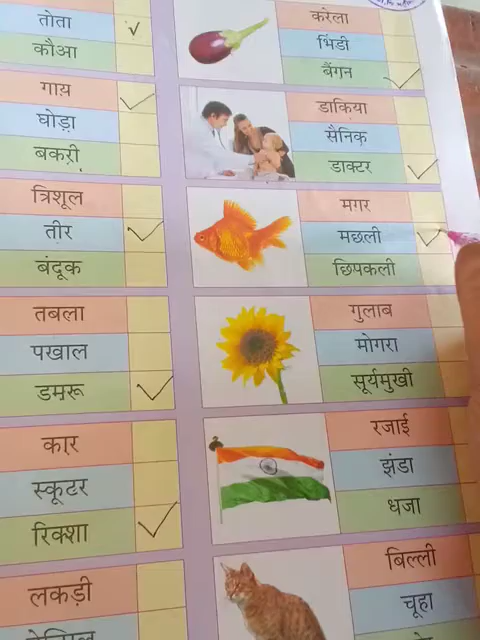 तोता
कौआ
गाय
घोड़ा
बकरी
त्रिशूल
तीर
बंदूक
तबला
पखाल
डमरू
कार
स्कूटर
रिक्शा
लकड़ी
करेला
भिंडी
बैंगन
डाकिया
सैनिक
डाक्टर
मगर
मछली
छिपकली
गुलाब
मोगरा
सूर्यमुखी
रजाई
झंडा
धजा
बिल्ली
चूहा